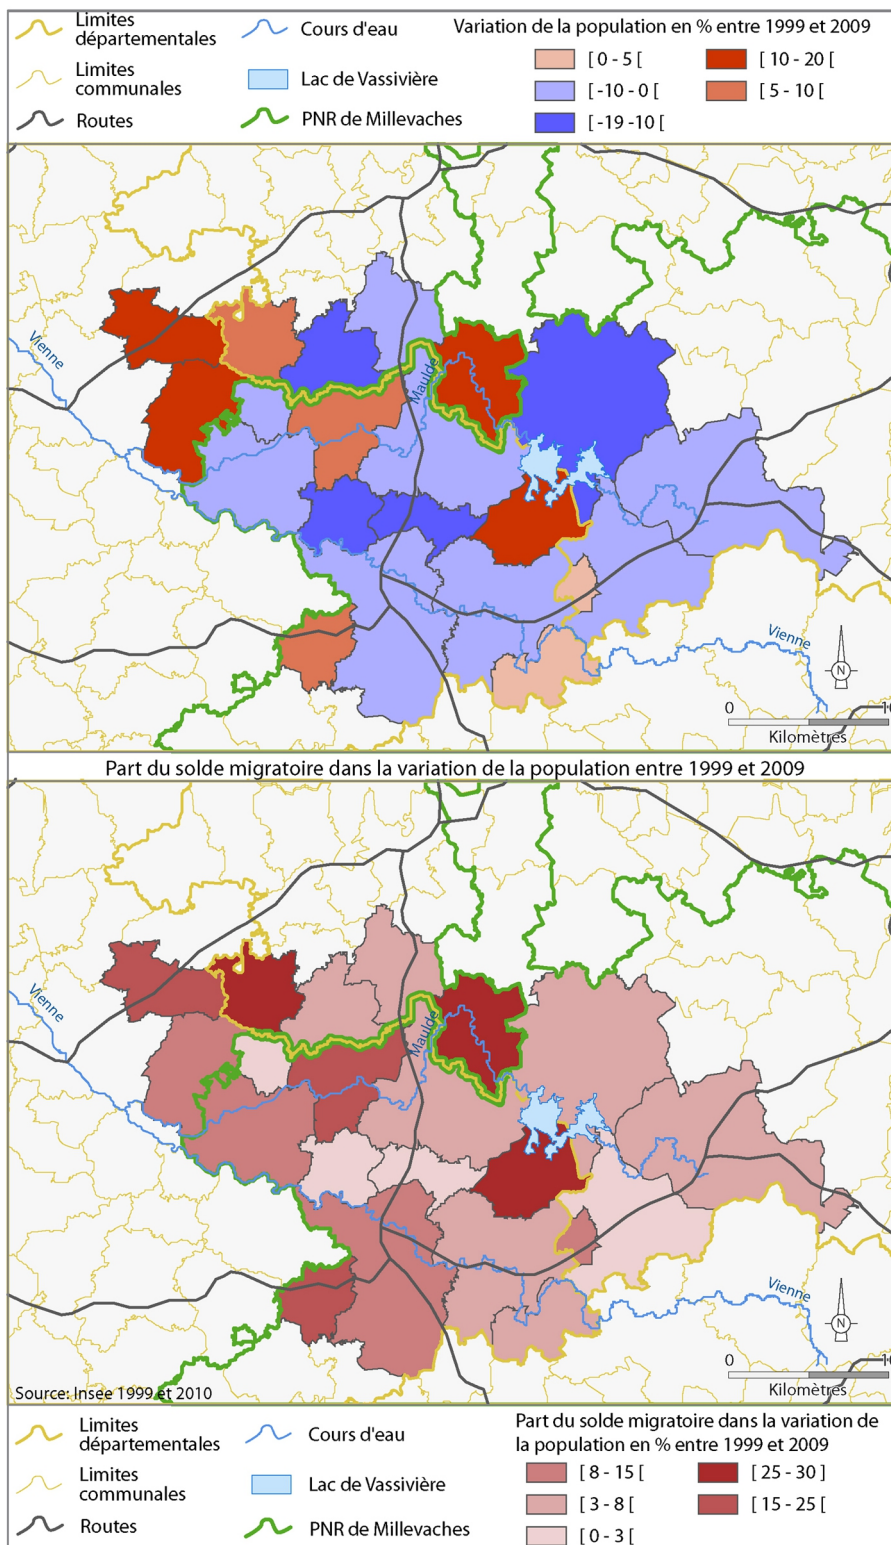 Limites
départementales
Cours d'eau
Variation de la population en % entre 1999 et 2009
Limites
communales
Lac de Vassivière
Routes
PNR de Millevaches
[ 0 - 5 [
[ 10 - 20 [
[ -10 - 0 [
[ 5 - 10 [
[ -19 -10 [
Vienne
Maulde
Vienne
N
0
Kilomètres
Part du solde migratoire dans la variation de la population entre 1999 et 2009
Vienne
Maulde
Vienne
N
0
Kilomètres
Source: Insee 1999 et 2010
Limites
départementales
Cours d'eau
Part du solde migratoire dans la variation de
la population en % entre 1999 et 2009
Limites
communales
Lac de Vassivière
Routes
PNR de Millevaches
[ 8 - 15 [
[ 25 - 30 ]
[ 3 - 8 [
[ 15 - 25 [
[ 0 - 3 [